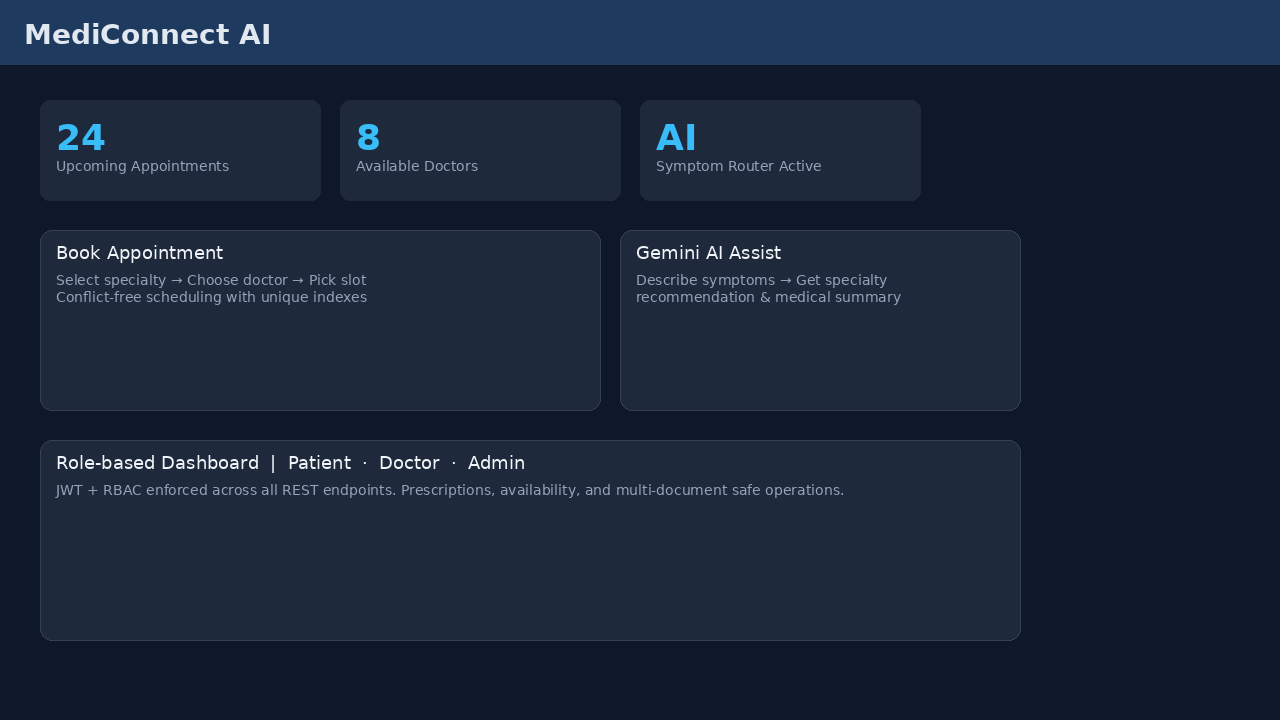 MediConnect AI
24
Upcoming Appointments
8
Available Doctors
AI
Symptom Router Active
Book Appointment
Select specialty → Choose doctor → Pick slot
Conflict-free scheduling with unique indexes
Gemini AI Assist
Describe symptoms → Get specialty
recommendation & medical summary
Role-based Dashboard | Patient · Doctor · Admin
JWT + RBAC enforced across all REST endpoints. Prescriptions, availability, and multi-document safe operations.